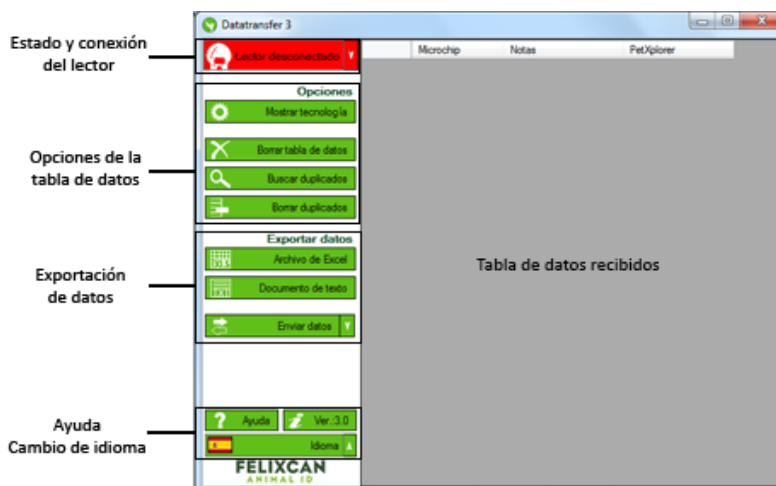 Datatransfer 3
Estado y conexión
del lector
Lector desconectado
Microchip Notas PetXplorer
Opciones
Mostrar tecnología
Opciones de la
tabla de datos
Borrar tabla de datos
Buscar duplicados
Borrar duplicados
Exportar datos
Exportación
de datos
Archivo de Excel
Documento de texto
TXT
Enviar datos
Tabla de datos recibidos
Ayuda
Cambio de idioma
? Ayuda i Ver.:3.0
Idioma
FELIXCAN
ANIMAL ID